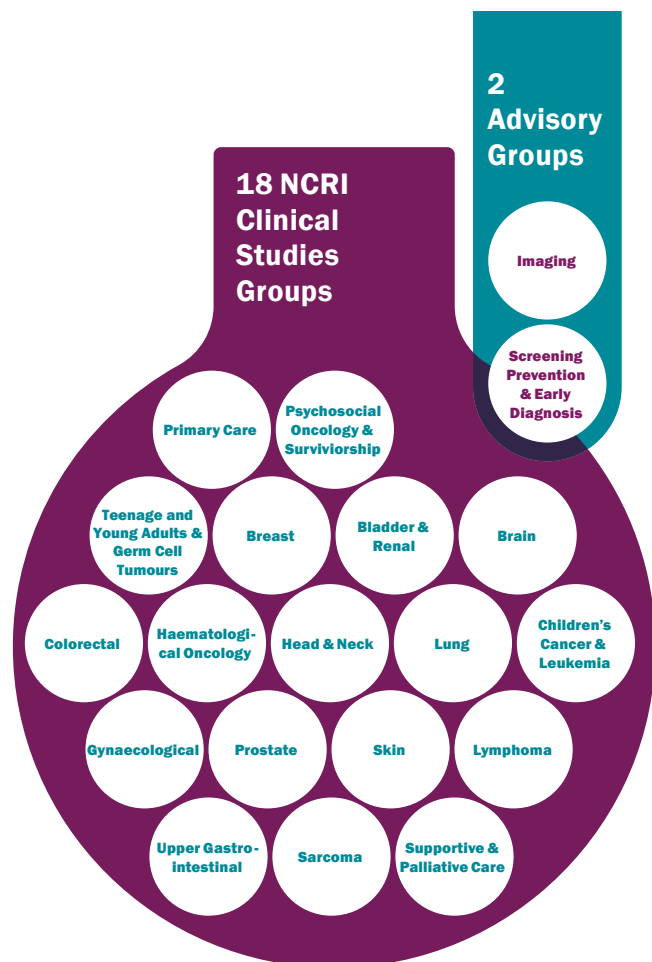 2
Advisory
Groups
Imaging
Screening
Prevention
& Early
Diagnosis
18 NCRI
Clinical
Studies
Groups
Primary Care
Psychosocial
Oncology &
Surviviorship
Teenage and
Young Adults &
Germ Cell
Tumours
Breast
Bladder &
Renal
Brain
Colorectal
Haematologi-
cal Oncology
Head & Neck
Lung
Children's
Cancer &
Leukemia
Gynaecological
Prostate
Skin
Lymphoma
Upper Gastro-
intestinal
Sarcoma
Supportive &
Palliative Care